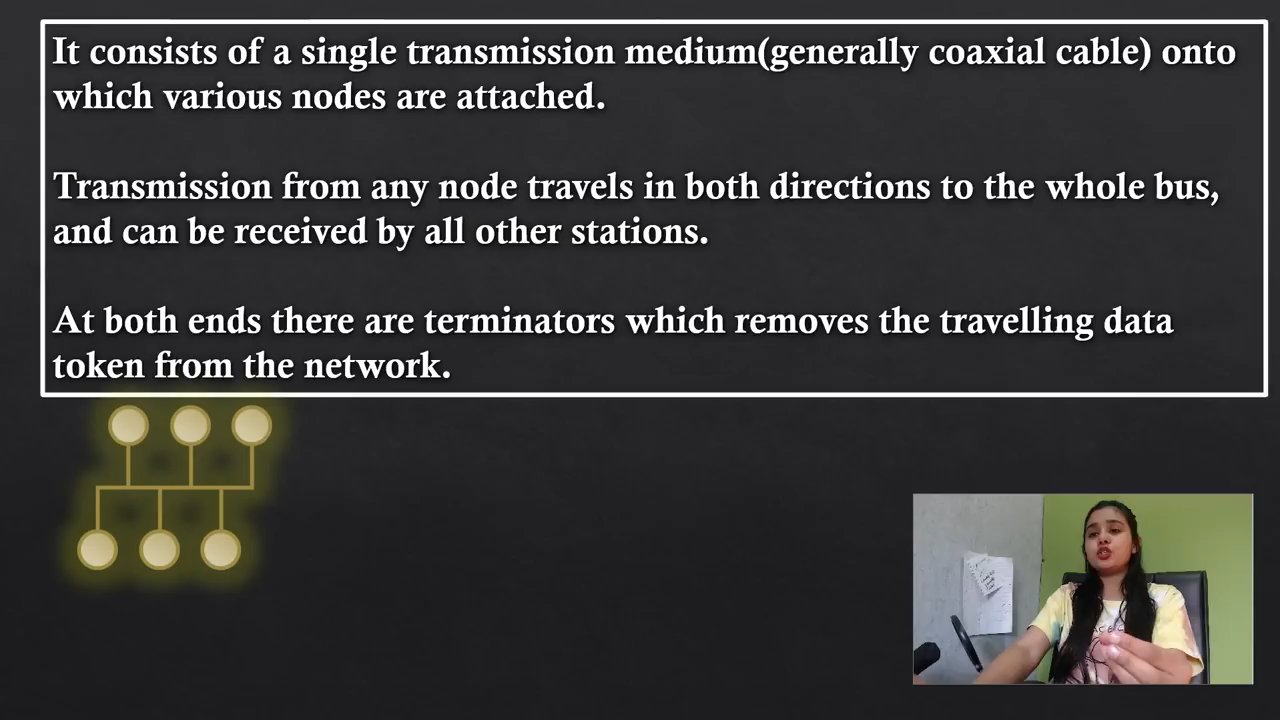 It consists of a single transmission medium(generally coaxial cable) onto
which various nodes are attached.
Transmission from any node travels in both directions to the whole bus,
and can be received by all other stations.
At both ends there are terminators which removes the travelling data
token from the network.